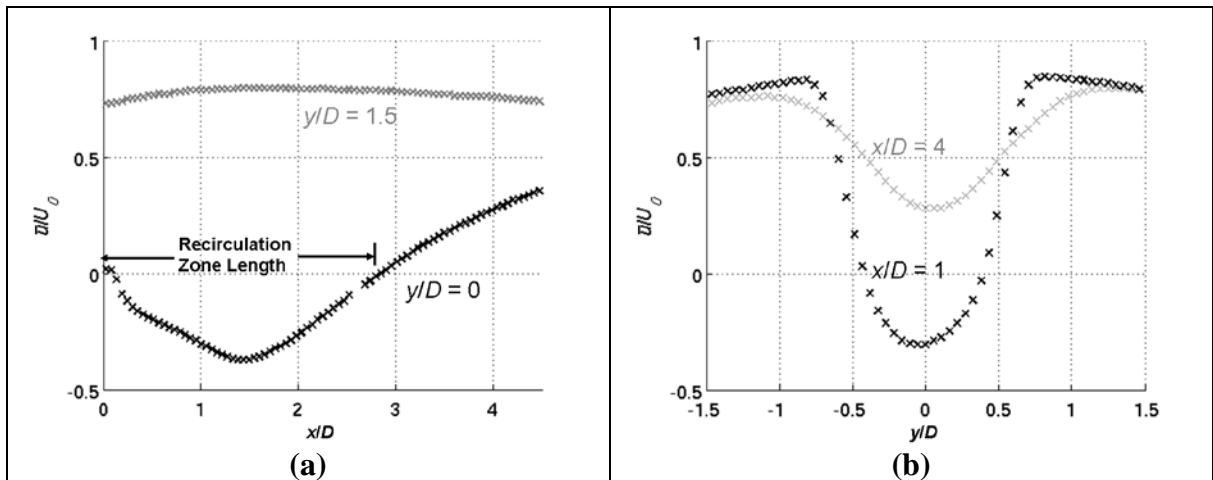 1
0.5
0
-0.5
ū/U0
y/D = 1.5
Recirculation
Zone Length
y/D = 0
0 1 2 3 4
x/D
(a)
1
0.5
0
-0.5
ū/U0
x/D = 4
x/D = 1
-1.5 -1 -0.5 0 0.5 1 1.5
y/D
(b)